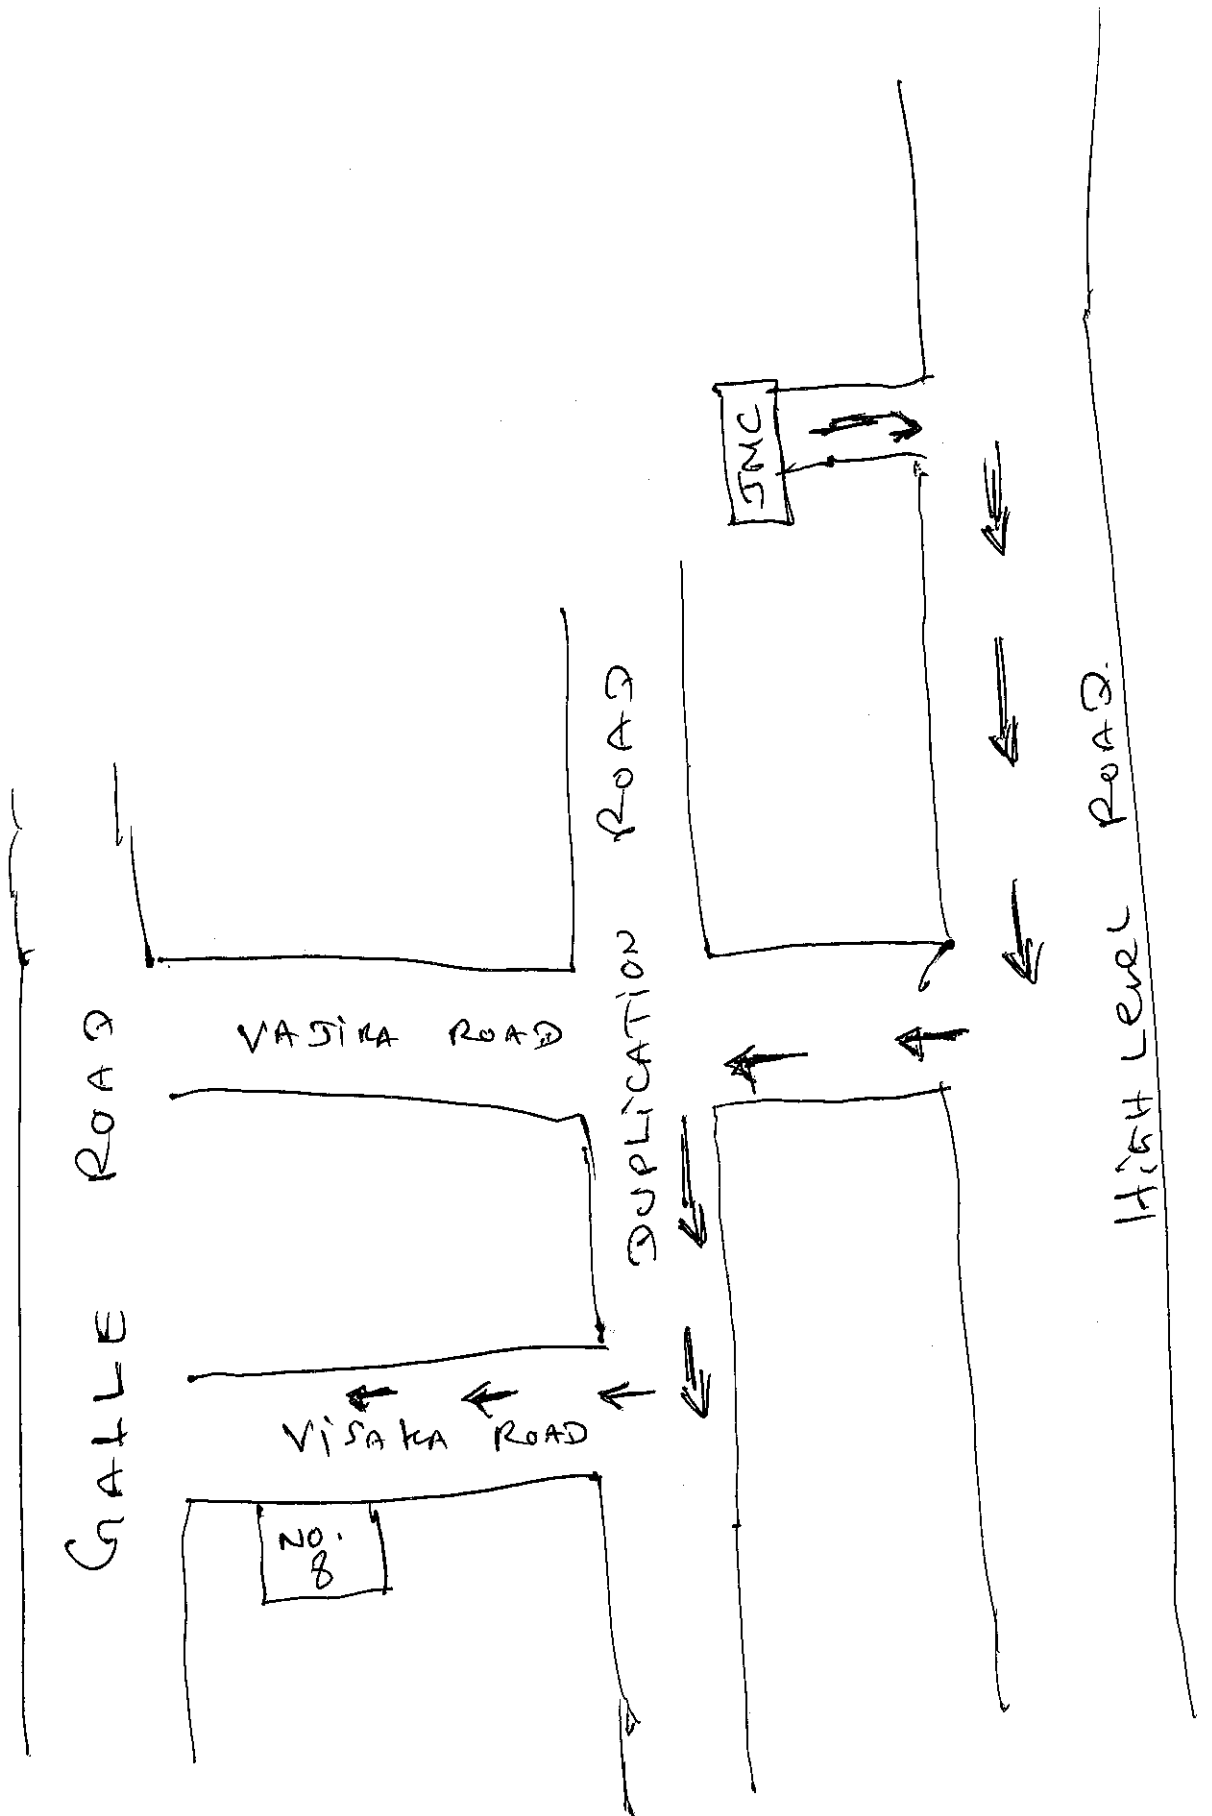 JMC
HiGH LeveL ROAD.
DUPLiCATiON ROAD
VAJiRA ROAD
GALLE ROAD
ViSAKA ROAD
NO.
8